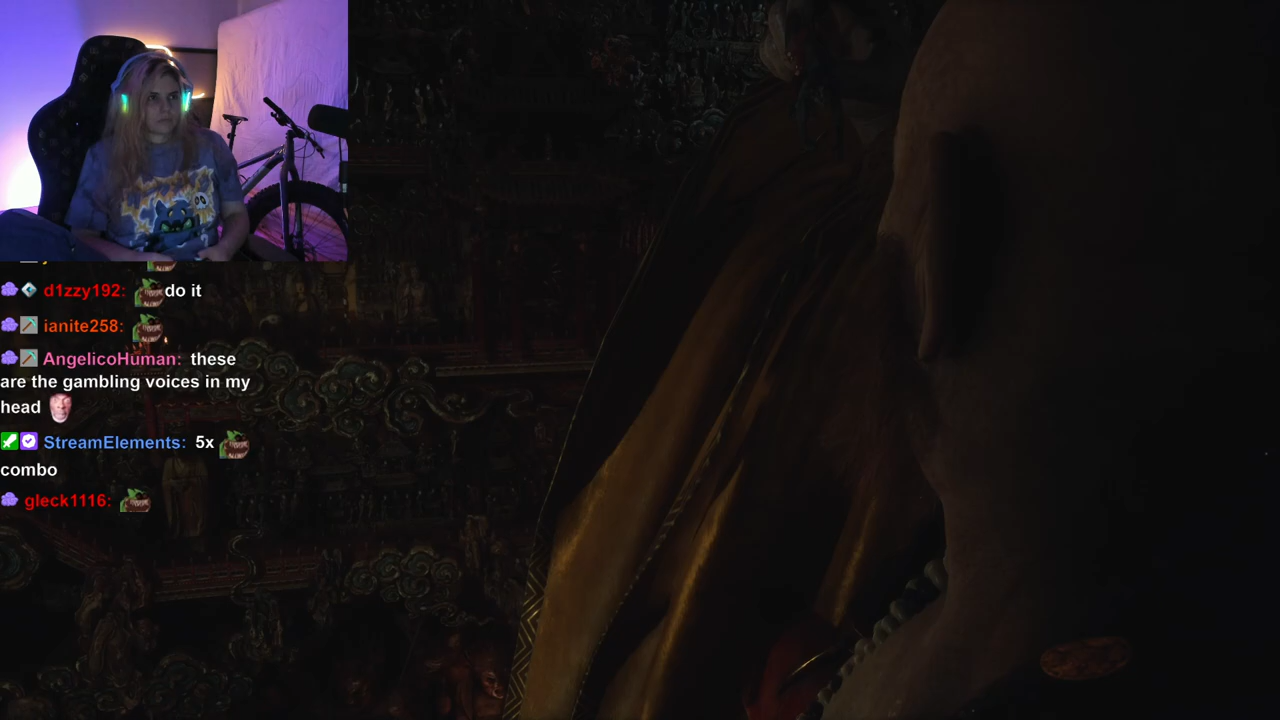 d1zzy192: do it
ianite258:
AngelicoHuman: these
are the gambling voices in my
head
StreamElements: 5x
combo
gleck1116: